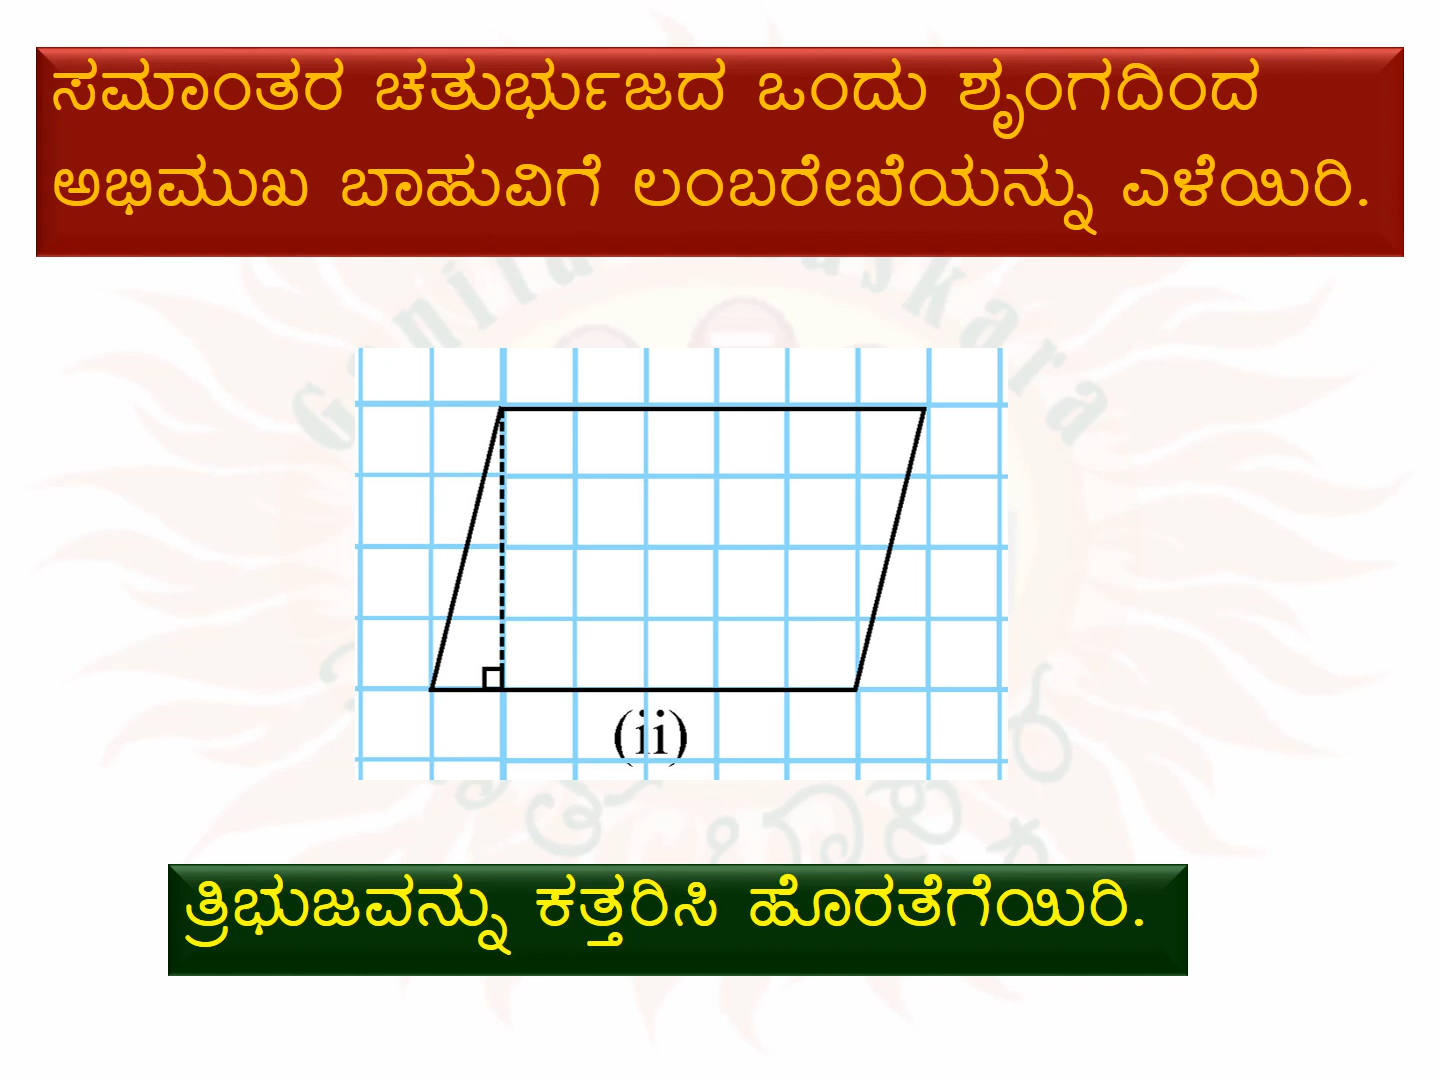 ಸಮಾಂತರ ಚತುರ್ಭುಜದ ಒಂದು ಶೃಂಗದಿಂದ
ಅಭಿಮುಖ ಬಾಹುವಿಗೆ ಲಂಬರೇಖೆಯನ್ನು ಎಳೆಯಿರಿ.
(ii)
ತ್ರಿಭುಜವನ್ನು ಕತ್ತರಿಸಿ ಹೊರತೆಗೆಯಿರಿ.